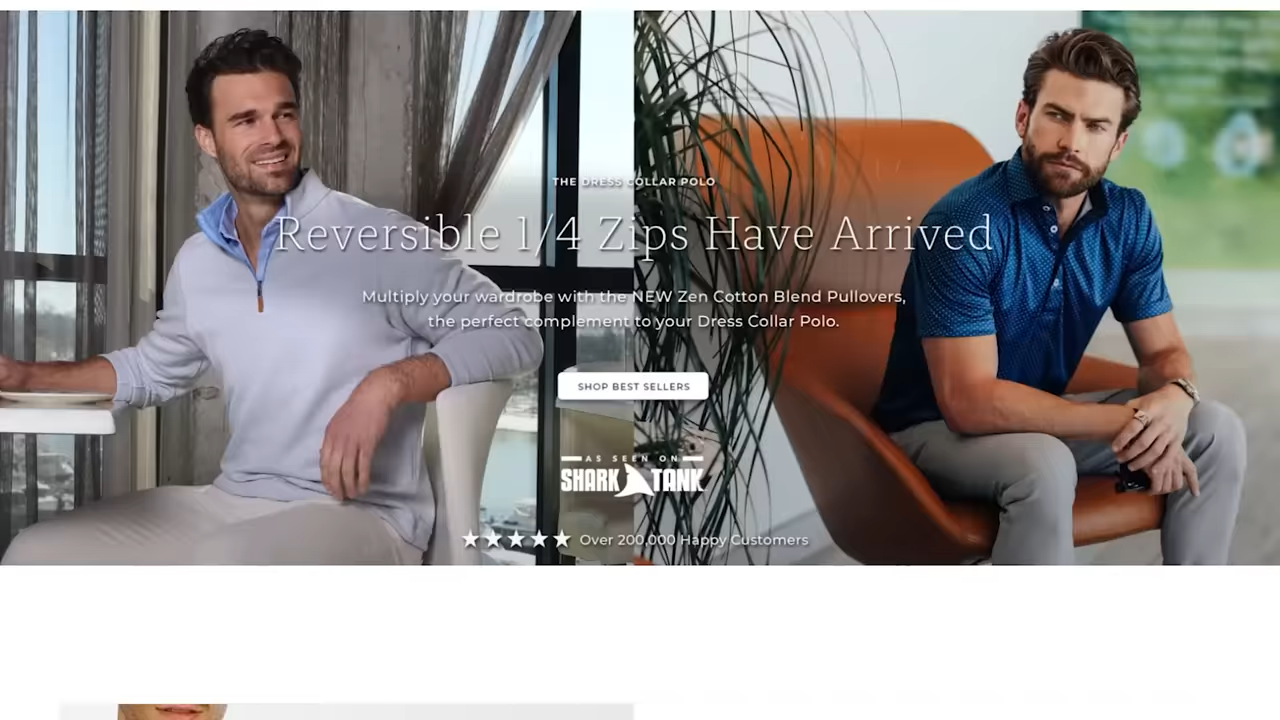 THE DRESS COLLAR POLO
Reversible 1/4 Zips Have Arrived
Multiply your wardrobe with the NEW Zen Cotton Blend Pullovers,
the perfect complement to your Dress Collar Polo.
SHOP BEST SELLERS
AS SEEN ON
SHARK TANK
Over 200,000 Happy Customers